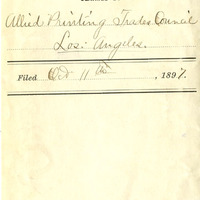 Allied Printing Trades Council
Los. Angeles.
Filed Oct 11th, 1897.